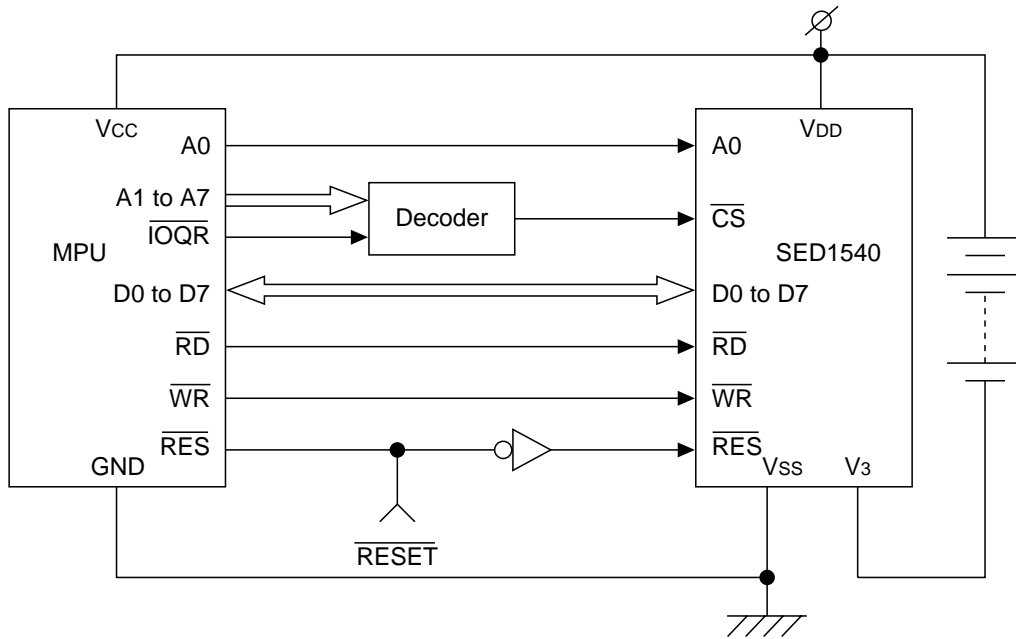 VCC
A0
A1 to A7
IOQR
MPU
D0 to D7
RD
WR
RES
GND
Decoder
RESET
VDD
A0
CS
SED1540
D0 to D7
RD
WR
RES
VSS
V3